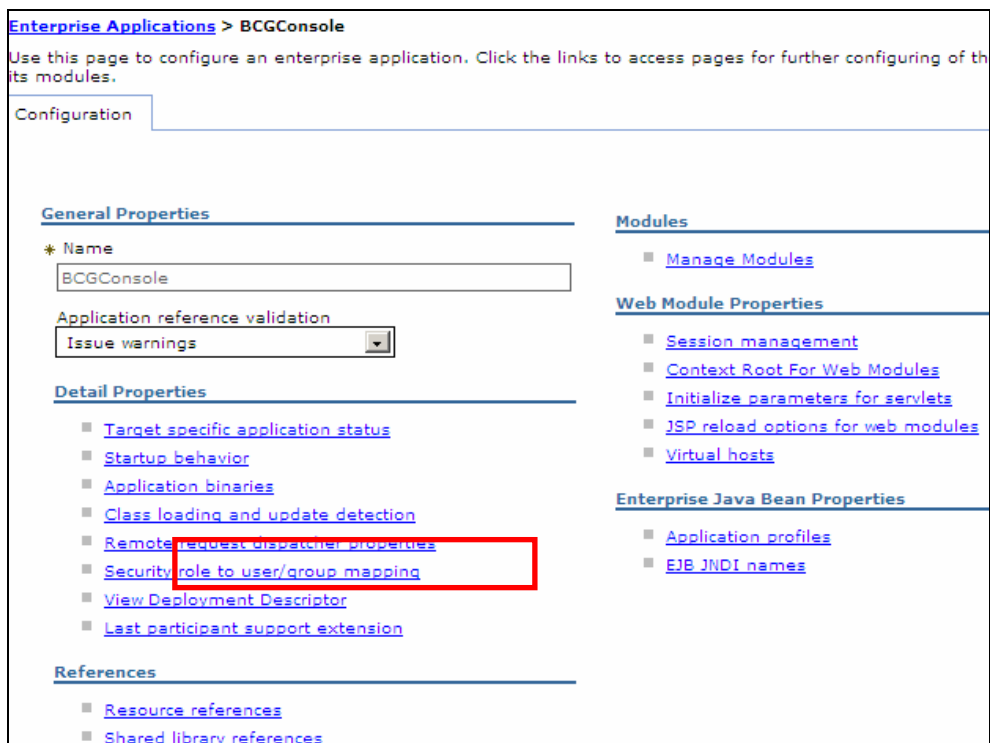 Enterprise Applications > BCGConsole
Use this page to configure an enterprise application. Click the links to access pages for further configuring of th
its modules.
Configuration
General Properties
* Name
BCGConsole
Application reference validation
Issue warnings
Detail Properties
Target specific application status
Startup behavior
Application binaries
Class loading and update detection
Remote request dispatcher properties
Security role to user/group mapping
View Deployment Descriptor
Last participant support extension
References
Resource references
Shared library references
Modules
Manage Modules
Web Module Properties
Session management
Context Root For Web Modules
Initialize parameters for servlets
JSP reload options for web modules
Virtual hosts
Enterprise Java Bean Properties
Application profiles
EJB JNDI names